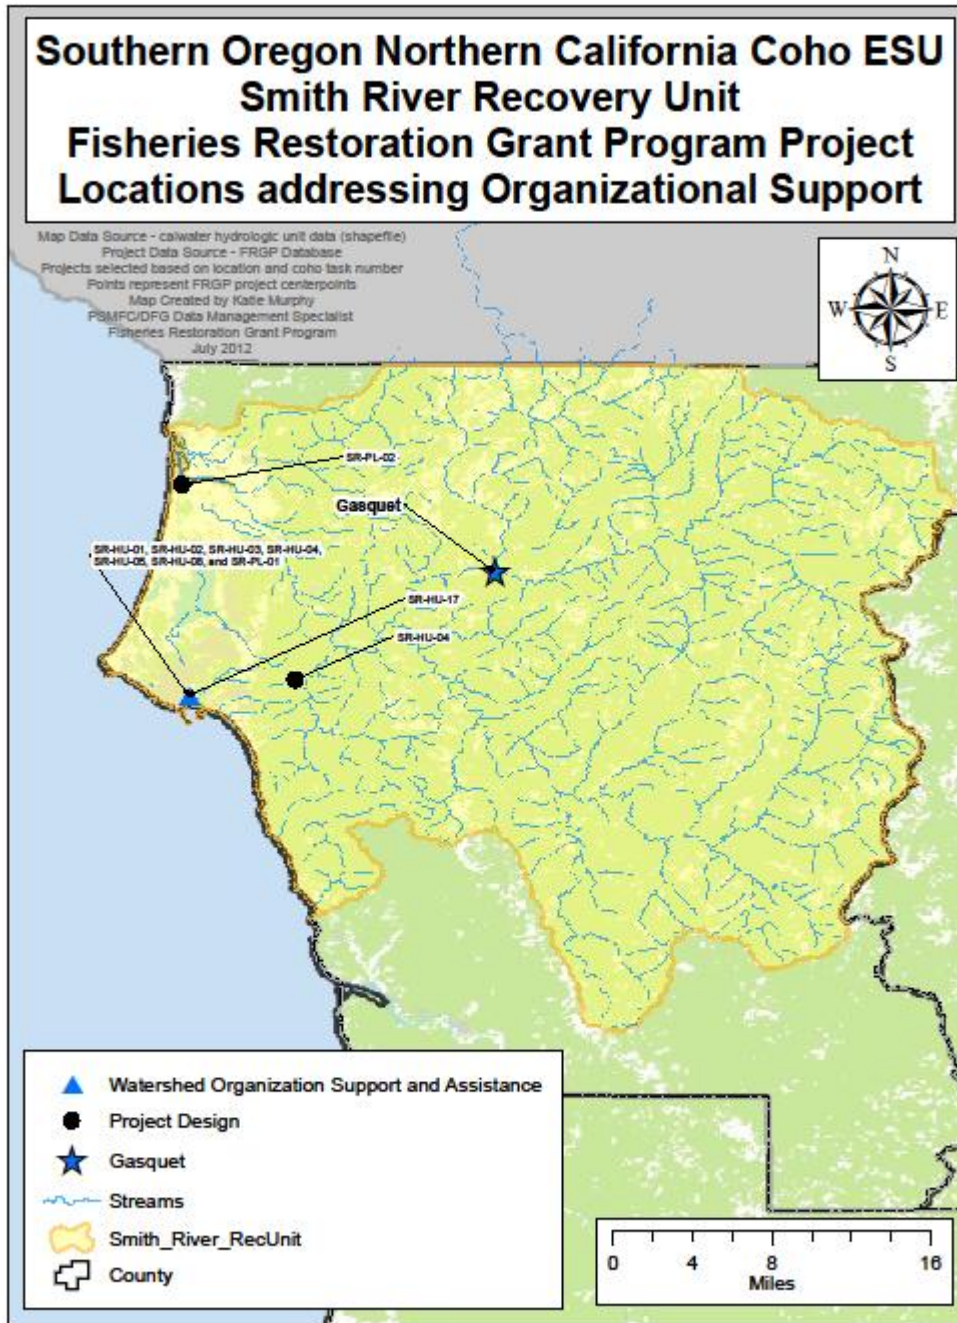 Southern Oregon Northern California Coho ESU
Smith River Recovery Unit
Fisheries Restoration Grant Program Project
Locations addressing Organizational Support
Map Data Source - calwater hydrologic unit data (shapefile)
Project Data Source - FRGP Database
Projects selected based on location and coho task number
Points represent FRGP project centerpoints
Map Created by Katie Murphy
PSMFC/DFG Data Management Specialist
Fisheries Restoration Grant Program
July 2012
N
W
E
S
SR-PL-02
Gasquet
SR-HU-01, SR-HU-02, SR-HU-03, SR-HU-04,
SR-HU-05, SR-HU-06, and SR-PL-01
SR-HU-17
SR-HU-04
Watershed Organization Support and Assistance
Project Design
Gasquet
Streams
Smith_River_RecUnit
County
0 4 8 16
Miles